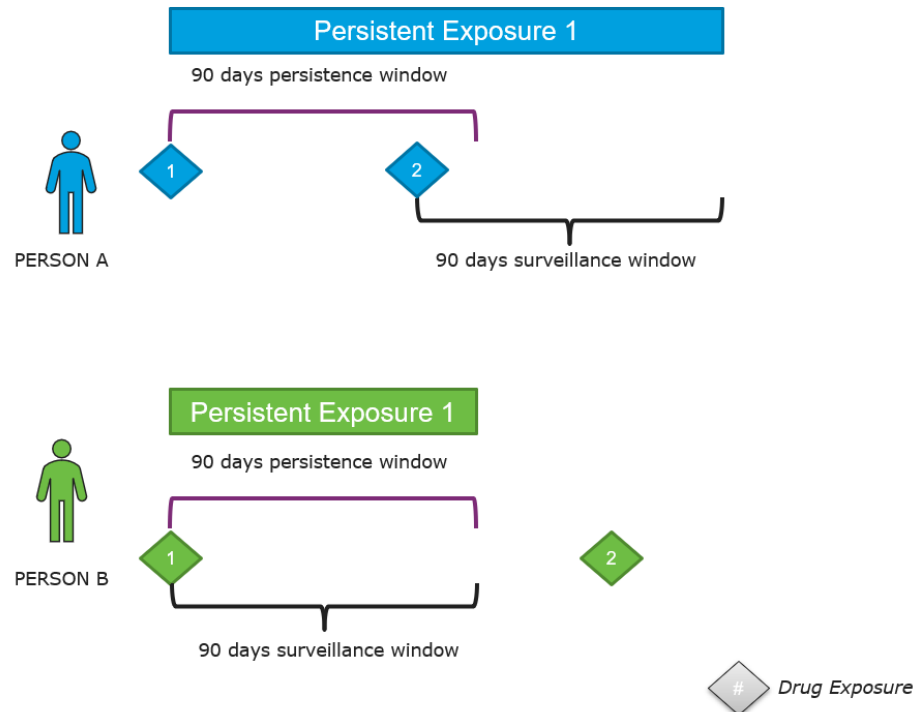 Persistent Exposure 1
90 days persistence window
1
2
PERSON A
90 days surveillance window
Persistent Exposure 1
90 days persistence window
1
2
PERSON B
90 days surveillance window
# Drug Exposure